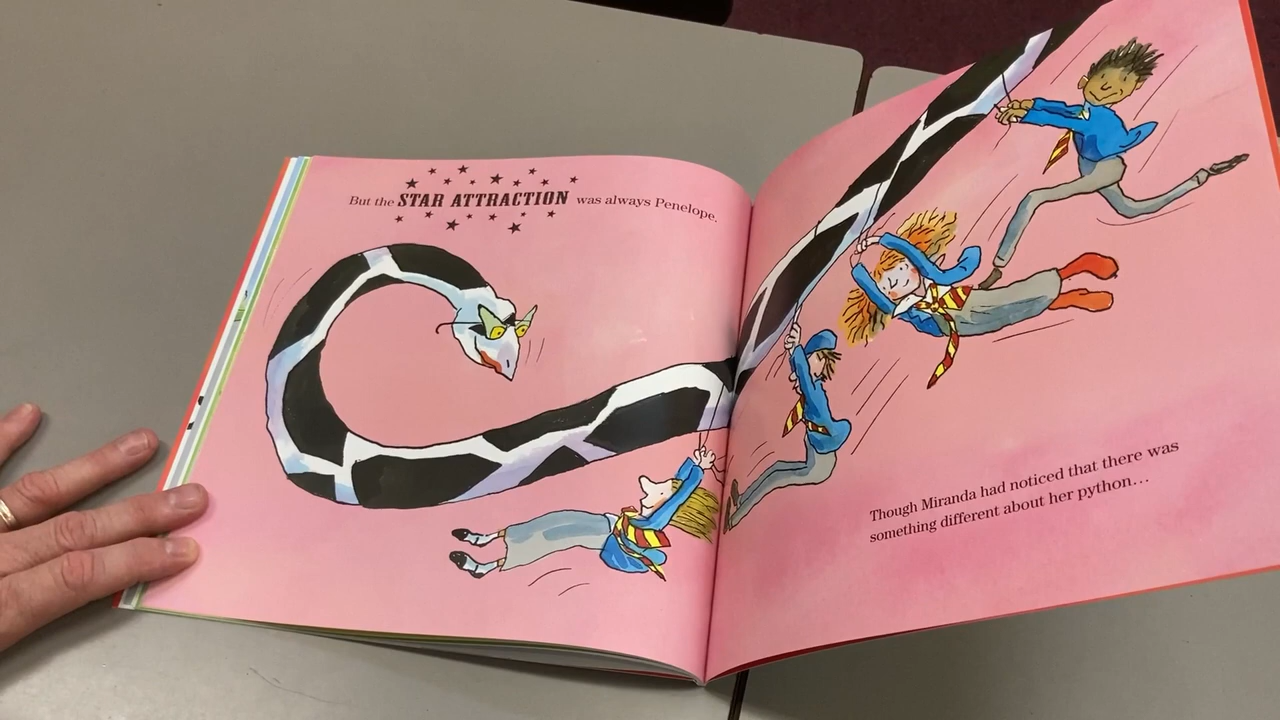 But the STAR ATTRACTION was always Penelope.
Though Miranda had noticed that there was
something different about her python...